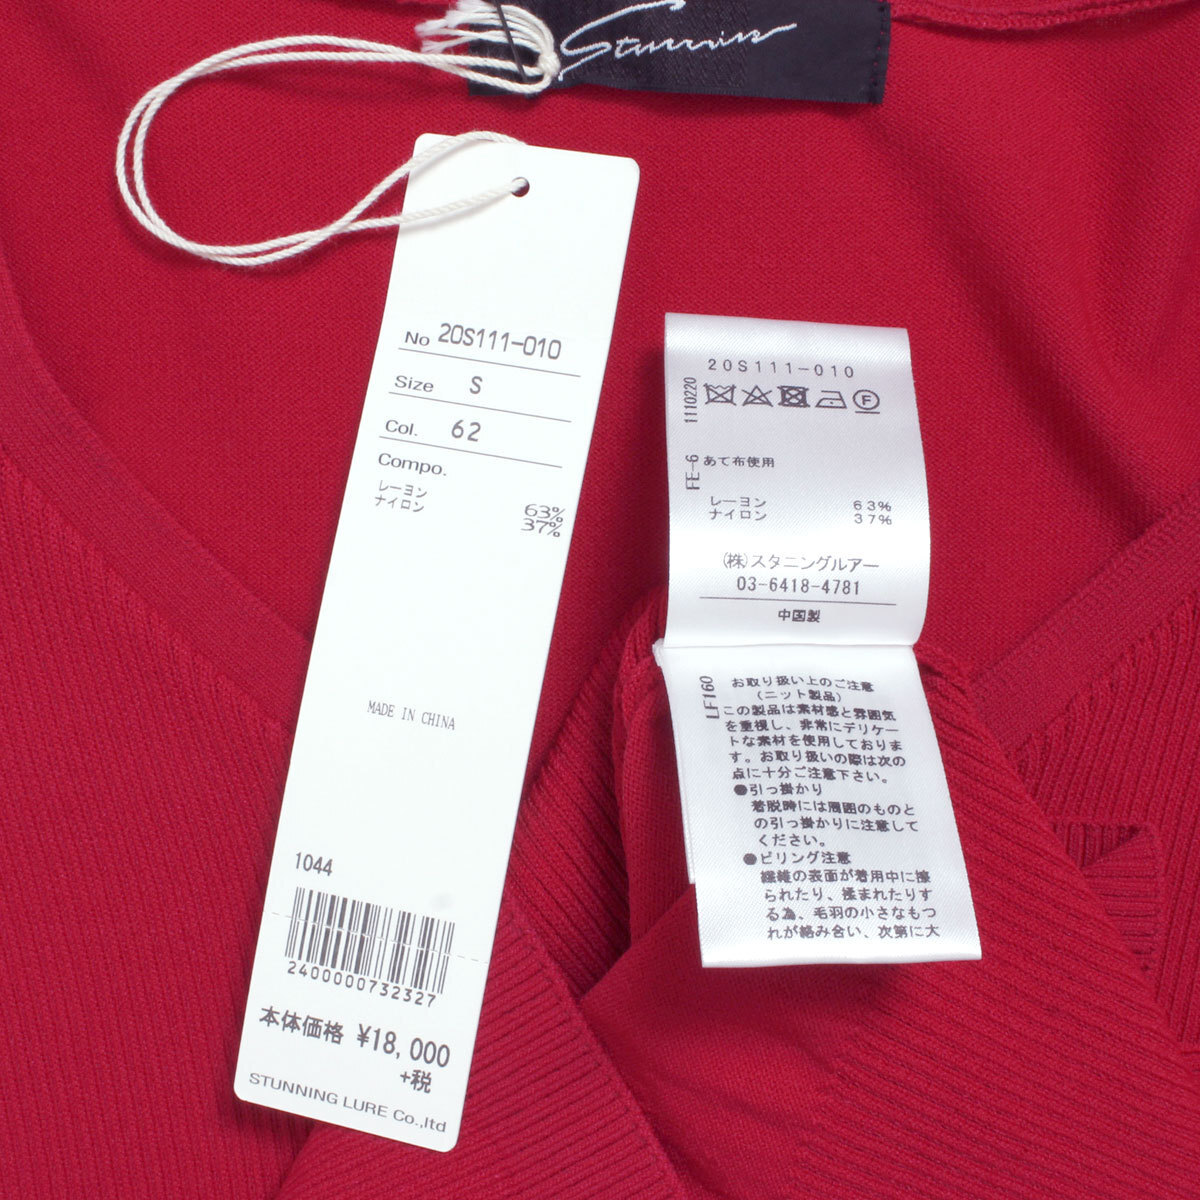 Stunning
No 20S111-010
Size S
Col. 62
Compo.
レーヨン 63%
ナイロン 37%
MADE IN CHINA
1044
2400000732327
本体価格 ¥18,000
+税
STUNNING LURE Co.,ltd
20S111-010
1110220
F
FE-6
あて布使用
レーヨン 63%
ナイロン 37%
(株)スタニングルアー
03-6418-4781
中国製
LF160
お取り扱い上のご注意
(ニット製品)
この製品は素材感と雰囲気
を重視し、非常にデリケー
トな素材を使用しておりま
す。お取り扱いの際は次の
点に十分ご注意下さい。
●引っ掛かり
着脱時には周囲のものと
の引っ掛かりに注意して
ください。
●ピリング注意
繊維の表面が着用中に擦
られたり、揉まれたりす
る為、毛羽の小さなもつ
れが絡み合い、次第に大